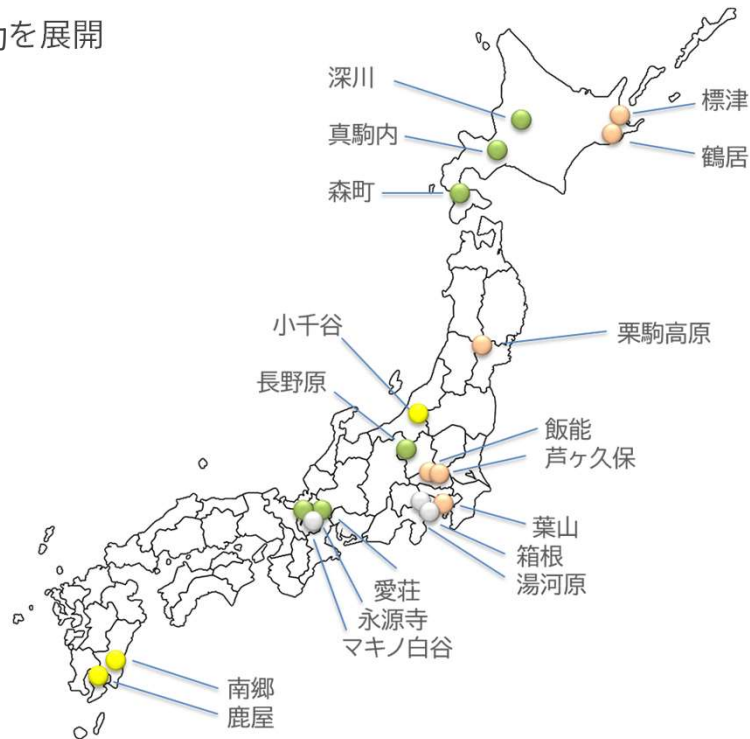 を展開
深川
真駒内
森町
標津
鶴居
小千谷
長野原
栗駒高原
飯能
芦ヶ久保
葉山
箱根
湯河原
愛荘
永源寺
マキノ白谷
南郷
鹿屋